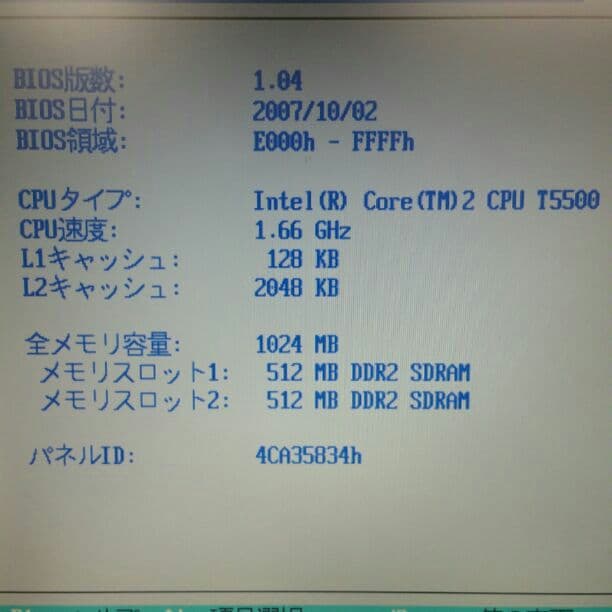 BIOS版数: 1.04
BIOS日付: 2007/10/02
BIOS領域: E000h - FFFFh
CPUタイプ: Intel(R) Core(TM)2 CPU T5500
CPU速度: 1.66 GHz
L1キャッシュ: 128 KB
L2キャッシュ: 2048 KB
全メモリ容量: 1024 MB
メモリスロット1: 512 MB DDR2 SDRAM
メモリスロット2: 512 MB DDR2 SDRAM
パネルID: 4CA35834h